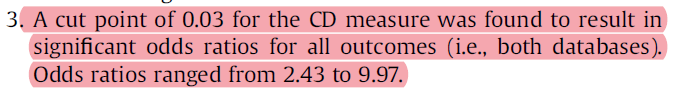 3. A cut point of 0.03 for the CD measure was found to result in
significant odds ratios for all outcomes (i.e., both databases).
Odds ratios ranged from 2.43 to 9.97.